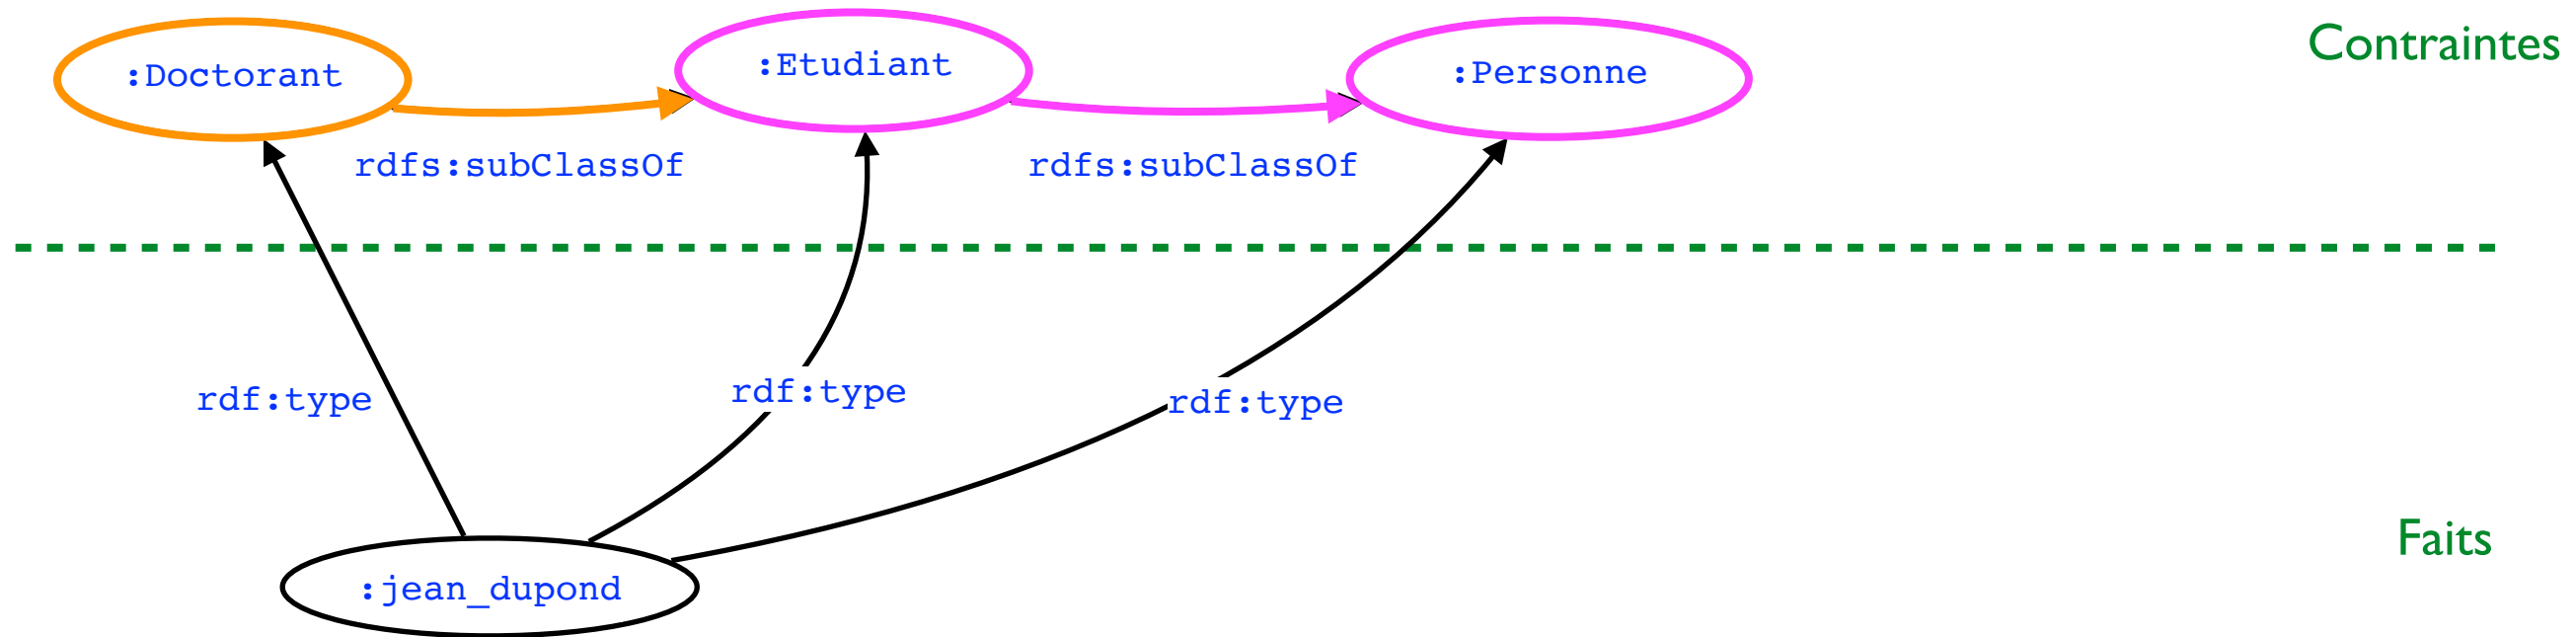 Contraintes
:Doctorant
:Etudiant
:Personne
rdfs:subClassOf
rdfs:subClassOf
rdf:type
rdf:type
rdf:type
Faits
:jean_dupond